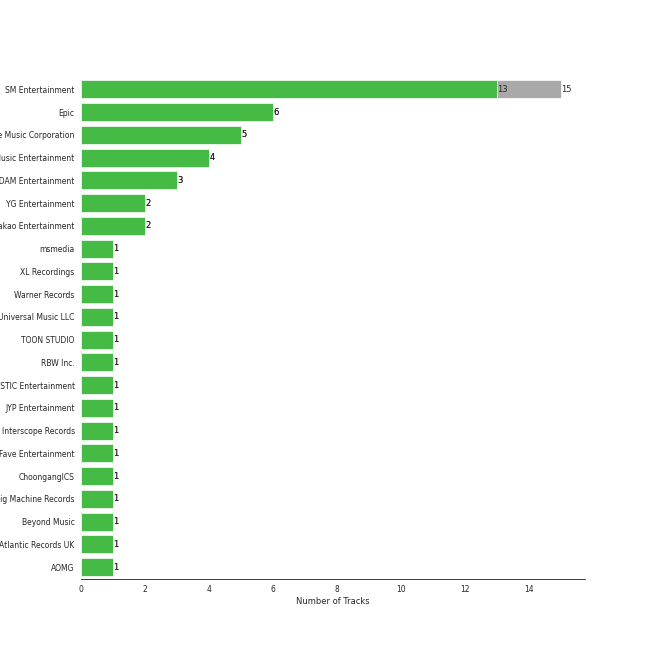 SM Entertainment 13 15
Epic 6
e Music Corporation 5
Music Entertainment 4
DAM Entertainment 3
YG Entertainment 2
akao Entertainment 2
msmedia 1
XL Recordings 1
Warner Records 1
Universal Music LLC 1
TOON STUDIO 1
RBW Inc. 1
STIC Entertainment 1
JYP Entertainment 1
Interscope Records 1
Fave Entertainment 1
ChoongangICS 1
ig Machine Records 1
Beyond Music 1
Atlantic Records UK 1
AOMG 1
0 2 4 6 8 10 12 14
Number of Tracks